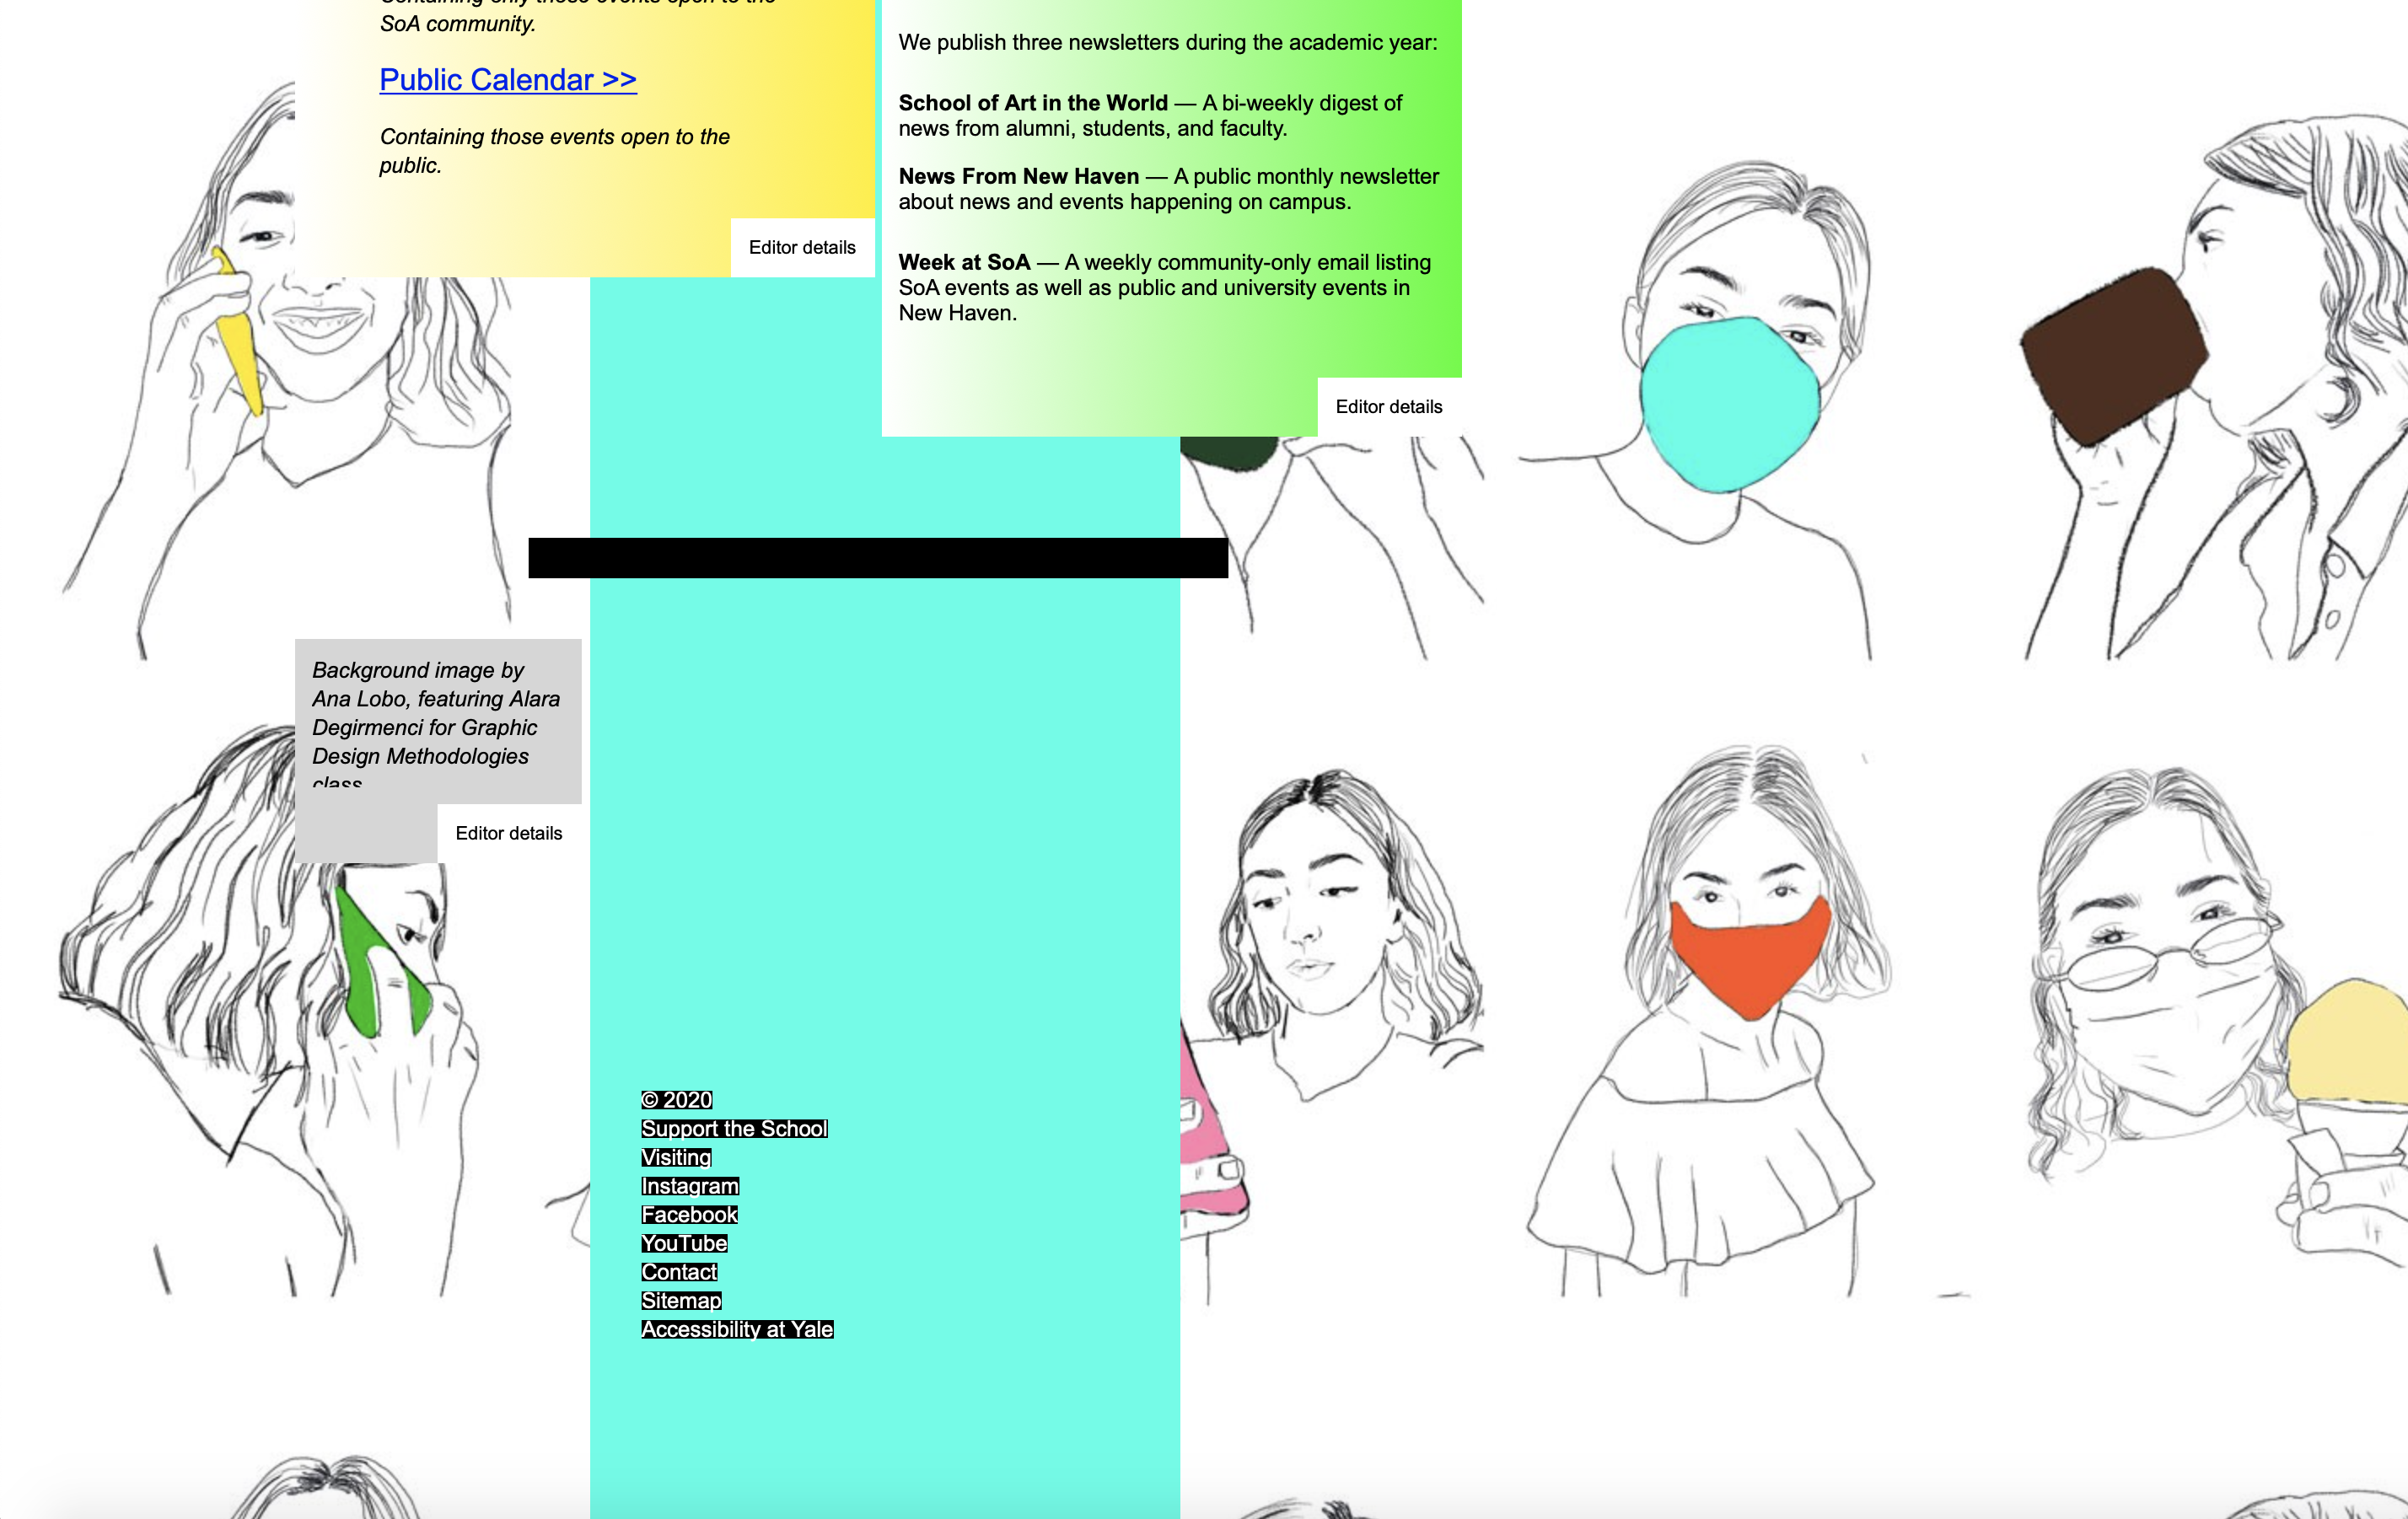 Containing only those events open to the
SoA community.
Public Calendar >>
Containing those events open to the
public.
Editor details
We publish three newsletters during the academic year:
School of Art in the World — A bi-weekly digest of
news from alumni, students, and faculty.
News From New Haven — A public monthly newsletter
about news and events happening on campus.
Week at SoA — A weekly community-only email listing
SoA events as well as public and university events in
New Haven.
Editor details
Background image by
Ana Lobo, featuring Alara
Degirmenci for Graphic
Design Methodologies
class
Editor details
© 2020
Support the School
Visiting
Instagram
Facebook
YouTube
Contact
Sitemap
Accessibility at Yale